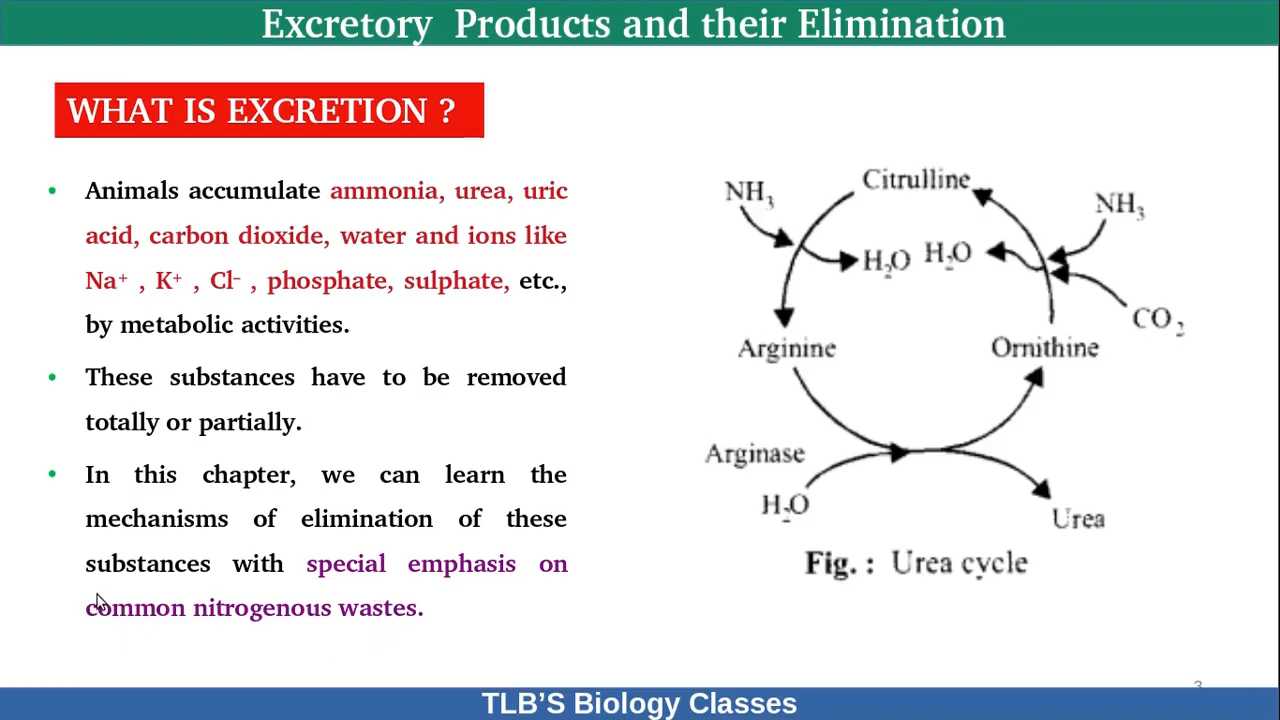 Excretory Products and their Elimination
WHAT IS EXCRETION ?
• Animals accumulate ammonia, urea, uric
acid, carbon dioxide, water and ions like
Na⁺ , K⁺ , Cl⁻ , phosphate, sulphate, etc.,
by metabolic activities.
• These substances have to be removed
totally or partially.
• In this chapter, we can learn the
mechanisms of elimination of these
substances with special emphasis on
common nitrogenous wastes.
Citrulline
NH₃
NH₃
H₂O H₂O
CO₂
Arginine
Ornithine
Arginase
H₂O
Urea
Fig. : Urea cycle
3
TLB'S Biology Classes